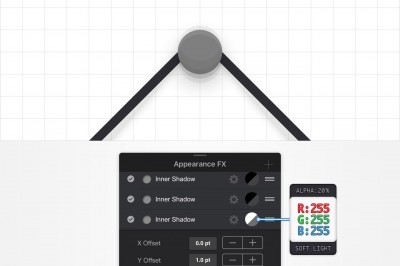 Appearance FX
Inner Shadow
Inner Shadow
Inner Shadow
ALPHA:20%
R:255
G:255
B:255
SOFT LIGHT
X Offset
0.0 pt
Y Offset
1.0 pt